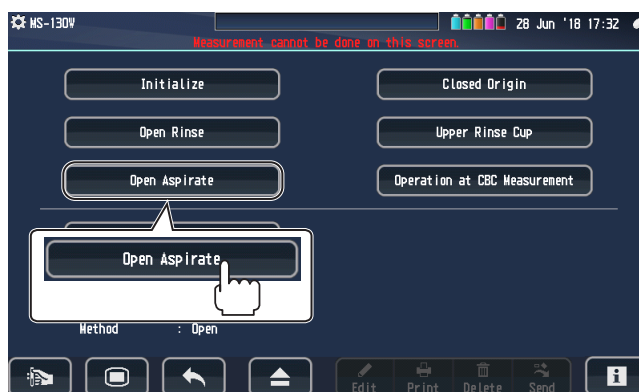 MS-130V 28 Jun '18 17:32
Measurement cannot be done on this screen.
Initialize Closed Origin
Open Rinse Upper Rinse Cup
Open Aspirate Operation at CBC Measurement
Open Aspirate
Method : Open
Edit Print Delete Send i